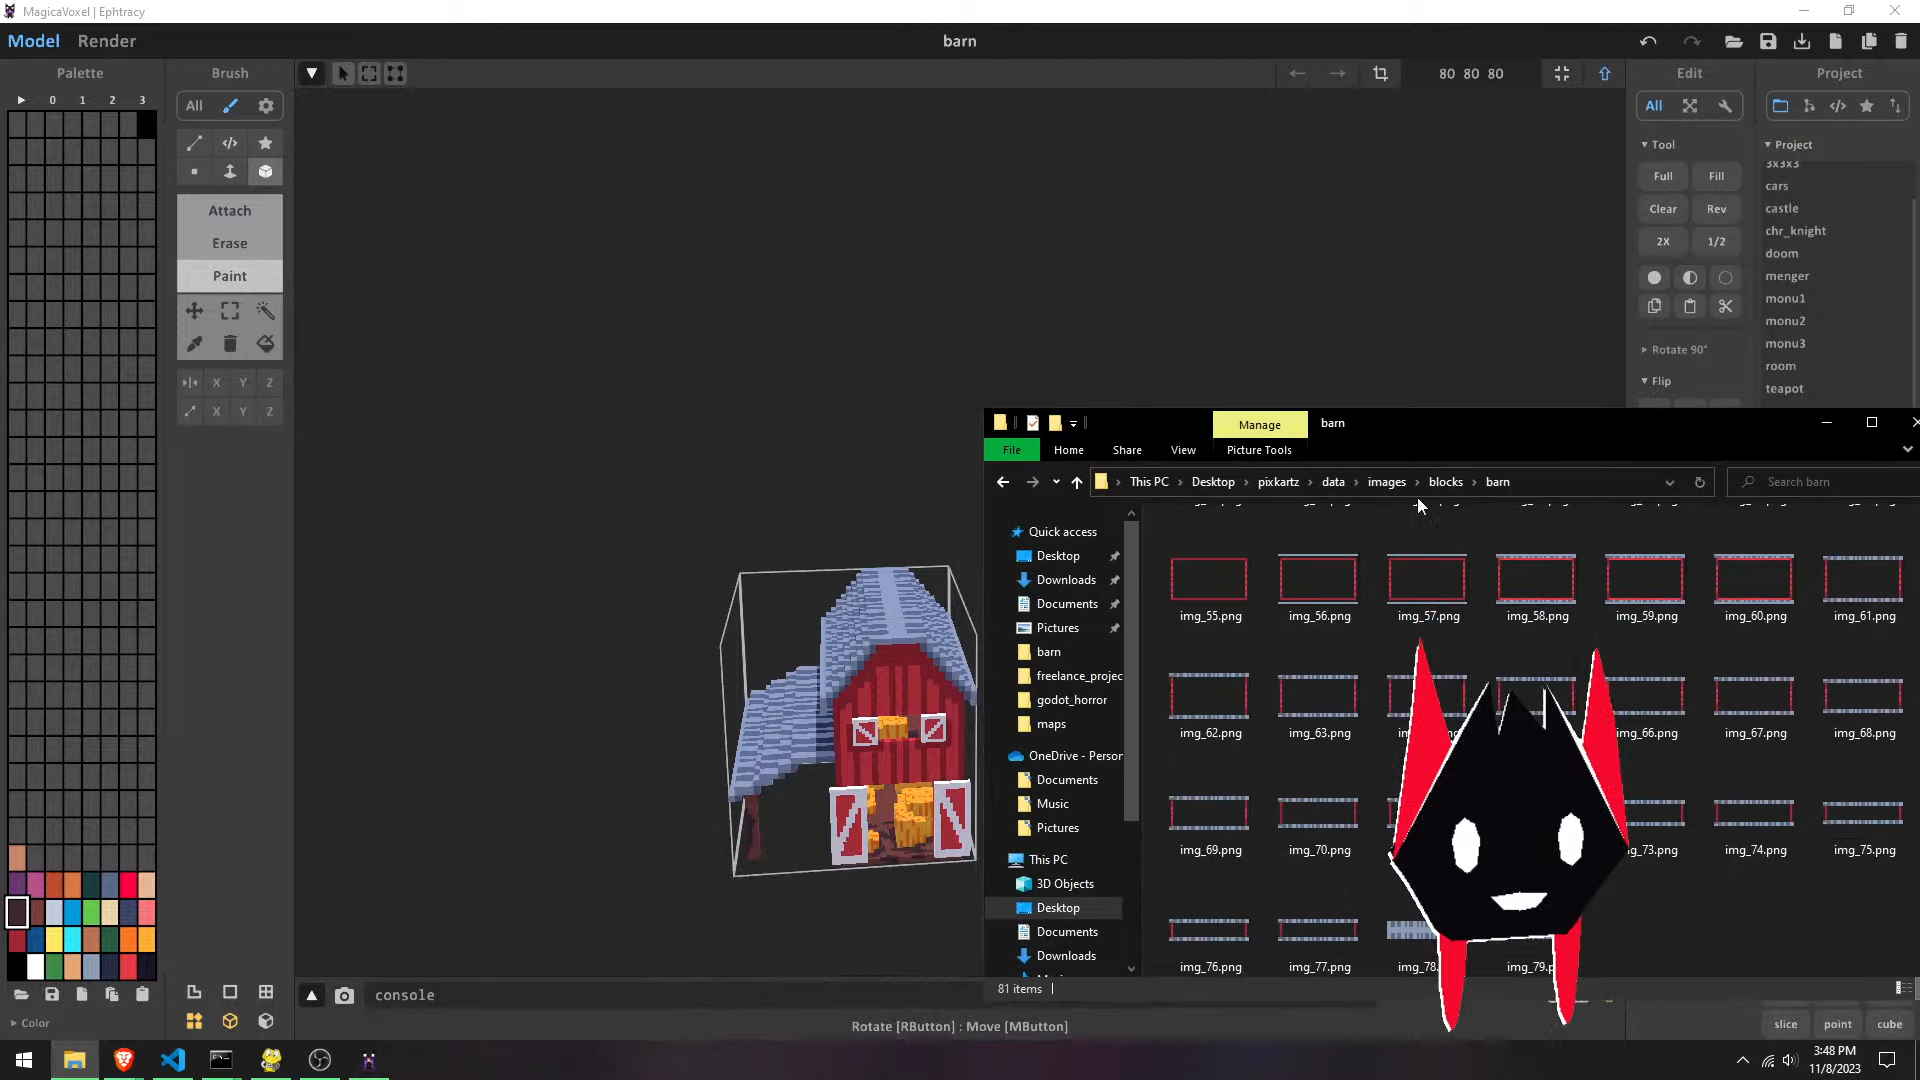 MagicaVoxel | Ephtracy
Model Render
barn
Palette
Brush
80 80 80
Edit
Project
0 1 2 3
All
All
Tool
Project
3x3x3
Full Fill
cars
Clear Rev
castle
2X 1/2
chr_knight
doom
menger
monu1
monu2
monu3
room
teapot
Attach
Erase
Paint
Rotate 90°
Flip
X Y Z
X Y Z
Manage
barn
File Home Share View Picture Tools
This PC Desktop pixkartz data images blocks barn
Search barn
Quick access
Desktop
Downloads
Documents
Pictures
barn
freelance_projec
godot_horror
maps
OneDrive - Person
Documents
Music
Pictures
This PC
3D Objects
Desktop
Documents
Downloads
img_55.png img_56.png img_57.png img_58.png img_59.png img_60.png img_61.png
img_62.png img_63.png img_66.png img_67.png img_68.png
img_69.png img_70.png img_73.png img_74.png img_75.png
img_76.png img_77.png img_78. img_79.p
81 items
console
Color
Rotate [RButton] : Move [MButton]
slice point cube
3:48 PM
11/8/2023